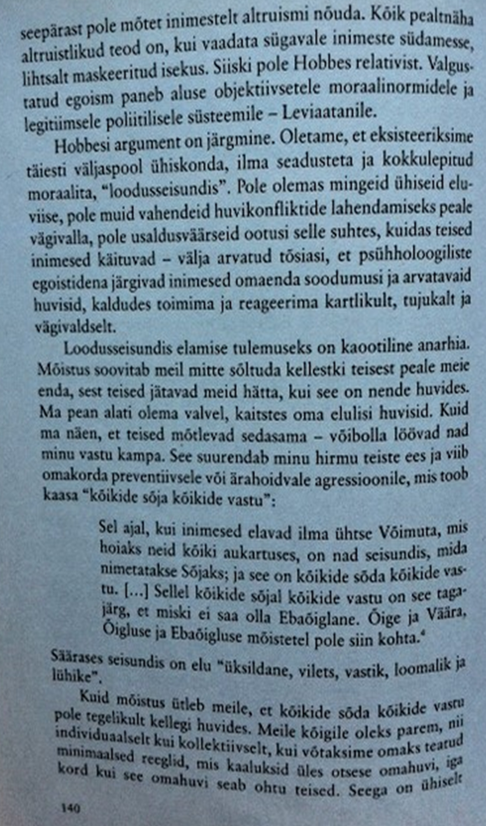 seepärast pole mõtet inimestelt altruismi nõuda. Kõik pealtnäha
altruistlikud teod on, kui vaadata sügavale inimeste südamesse,
lihtsalt maskeeritud isekus. Siiski pole Hobbes relativist. Valgus-
tatud egoism paneb aluse objektiivsetele moraalinormidele ja
legitiimsele poliitilisele süsteemile – Leviaatanile.
Hobbesi argument on järgmine. Oletame, et eksisteeriksime
täiesti väljaspool ühiskonda, ilma seadusteta ja kokkulepitud
moraalita, “loodusseisundis”. Pole olemas mingeid ühiseid elu-
viise, pole muid vahendeid huvikonfliktide lahendamiseks peale
vägivalla, pole usaldusväärseid ootusi selle suhtes, kuidas teised
inimesed käituvad – välja arvatud tõsiasi, et psühholoogiliste
egoistidena järgivad inimesed omaenda soodumusi ja arvatavaid
huvisid, kaldudes toimima ja reageerima kartlikult, tujukalt ja
vägivaldselt.
Loodusseisundis elamise tulemuseks on kaootiline anarhia.
Mõistus soovitab meil mitte sõltuda kellestki teisest peale meie
enda, sest teised jätavad meid hätta, kui see on nende huvides.
Ma pean alati olema valvel, kaitstes oma elulisi huvisid. Kuid
ma näen, et teised mõtlevad sedasama – võibolla löövad nad
minu vastu kampa. See suurendab minu hirmu teiste ees ja viib
omakorda preventiivsele või ärahoidvale agressioonile, mis toob
kaasa “kõikide sõja kõikide vastu”:
Sel ajal, kui inimesed elavad ilma ühtse Võimuta, mis
hoiaks neid kõiki aukartuses, on nad seisundis, mida
nimetatakse Sõjaks; ja see on kõikide sõda kõikide vas-
tu. [...] Sellel kõikide sõjal kõikide vastu on see taga-
järg, et miski ei saa olla Ebaõiglane. Õige ja Väära,
Õigluse ja Ebaõigluse mõistetel pole siin kohta.⁴
Säärases seisundis on elu “üksildane, vilets, vastik, loomalik ja
lühike”.
Kuid mõistus ütleb meile, et kõikide sõda kõikide vastu
pole tegelikult kellegi huvides. Meile kõigile oleks parem, nii
individuaalselt kui kollektiivselt, kui võtaksime omaks teatud
minimaalsed reeglid, mis kaaluksid üles otsese omahuvi, iga
kord kui see omahuvi seab ohtu teised. Seega on ühiselt
140